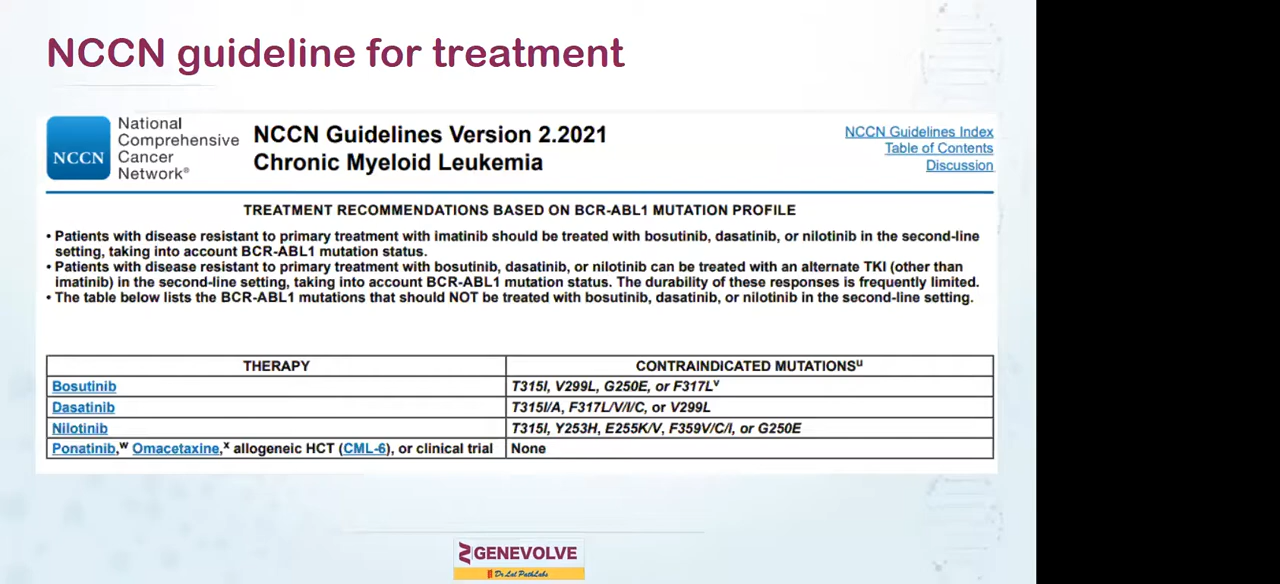 NCCN guideline for treatment
NCCN
National
Comprehensive
Cancer
Network®
NCCN Guidelines Version 2.2021
Chronic Myeloid Leukemia
NCCN Guidelines Index
Table of Contents
Discussion
TREATMENT RECOMMENDATIONS BASED ON BCR-ABL1 MUTATION PROFILE
• Patients with disease resistant to primary treatment with imatinib should be treated with bosutinib, dasatinib, or nilotinib in the second-line
setting, taking into account BCR-ABL1 mutation status.
• Patients with disease resistant to primary treatment with bosutinib, dasatinib, or nilotinib can be treated with an alternate TKI (other than
imatinib) in the second-line setting, taking into account BCR-ABL1 mutation status. The durability of these responses is frequently limited.
• The table below lists the BCR-ABL1 mutations that should NOT be treated with bosutinib, dasatinib, or nilotinib in the second-line setting.
THERAPY CONTRAINDICATED MUTATIONSᵘ
Bosutinib T315I, V299L, G250E, or F317Lᵛ
Dasatinib T315I/A, F317L/V/I/C, or V299L
Nilotinib T315I, Y253H, E255K/V, F359V/C/I, or G250E
Ponatinib,ʷ Omacetaxine,ˣ allogeneic HCT (CML-6), or clinical trial None
GENEVOLVE
Dr.Lal PathLabs